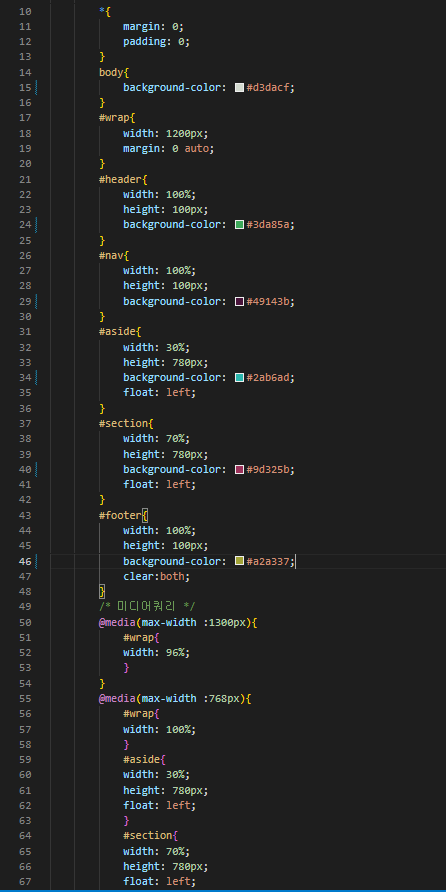 10 *{
11 margin: 0;
12 padding: 0;
13 }
14 body{
15 background-color: #d3dacf;
16 }
17 #wrap{
18 width: 1200px;
19 margin: 0 auto;
20 }
21 #header{
22 width: 100%;
23 height: 100px;
24 background-color: #3da85a;
25 }
26 #nav{
27 width: 100%;
28 height: 100px;
29 background-color: #49143b;
30 }
31 #aside{
32 width: 30%;
33 height: 780px;
34 background-color: #2ab6ad;
35 float: left;
36 }
37 #section{
38 width: 70%;
39 height: 780px;
40 background-color: #9d325b;
41 float: left;
42 }
43 #footer{
44 width: 100%;
45 height: 100px;
46 background-color: #a2a337;
47 clear:both;
48 }
49 /* 미디어쿼리 */
50 @media(max-width :1300px){
51 #wrap{
52 width: 96%;
53 }
54 }
55 @media(max-width :768px){
56 #wrap{
57 width: 100%;
58 }
59 #aside{
60 width: 30%;
61 height: 780px;
62 float: left;
63 }
64 #section{
65 width: 70%;
66 height: 780px;
67 float: left;